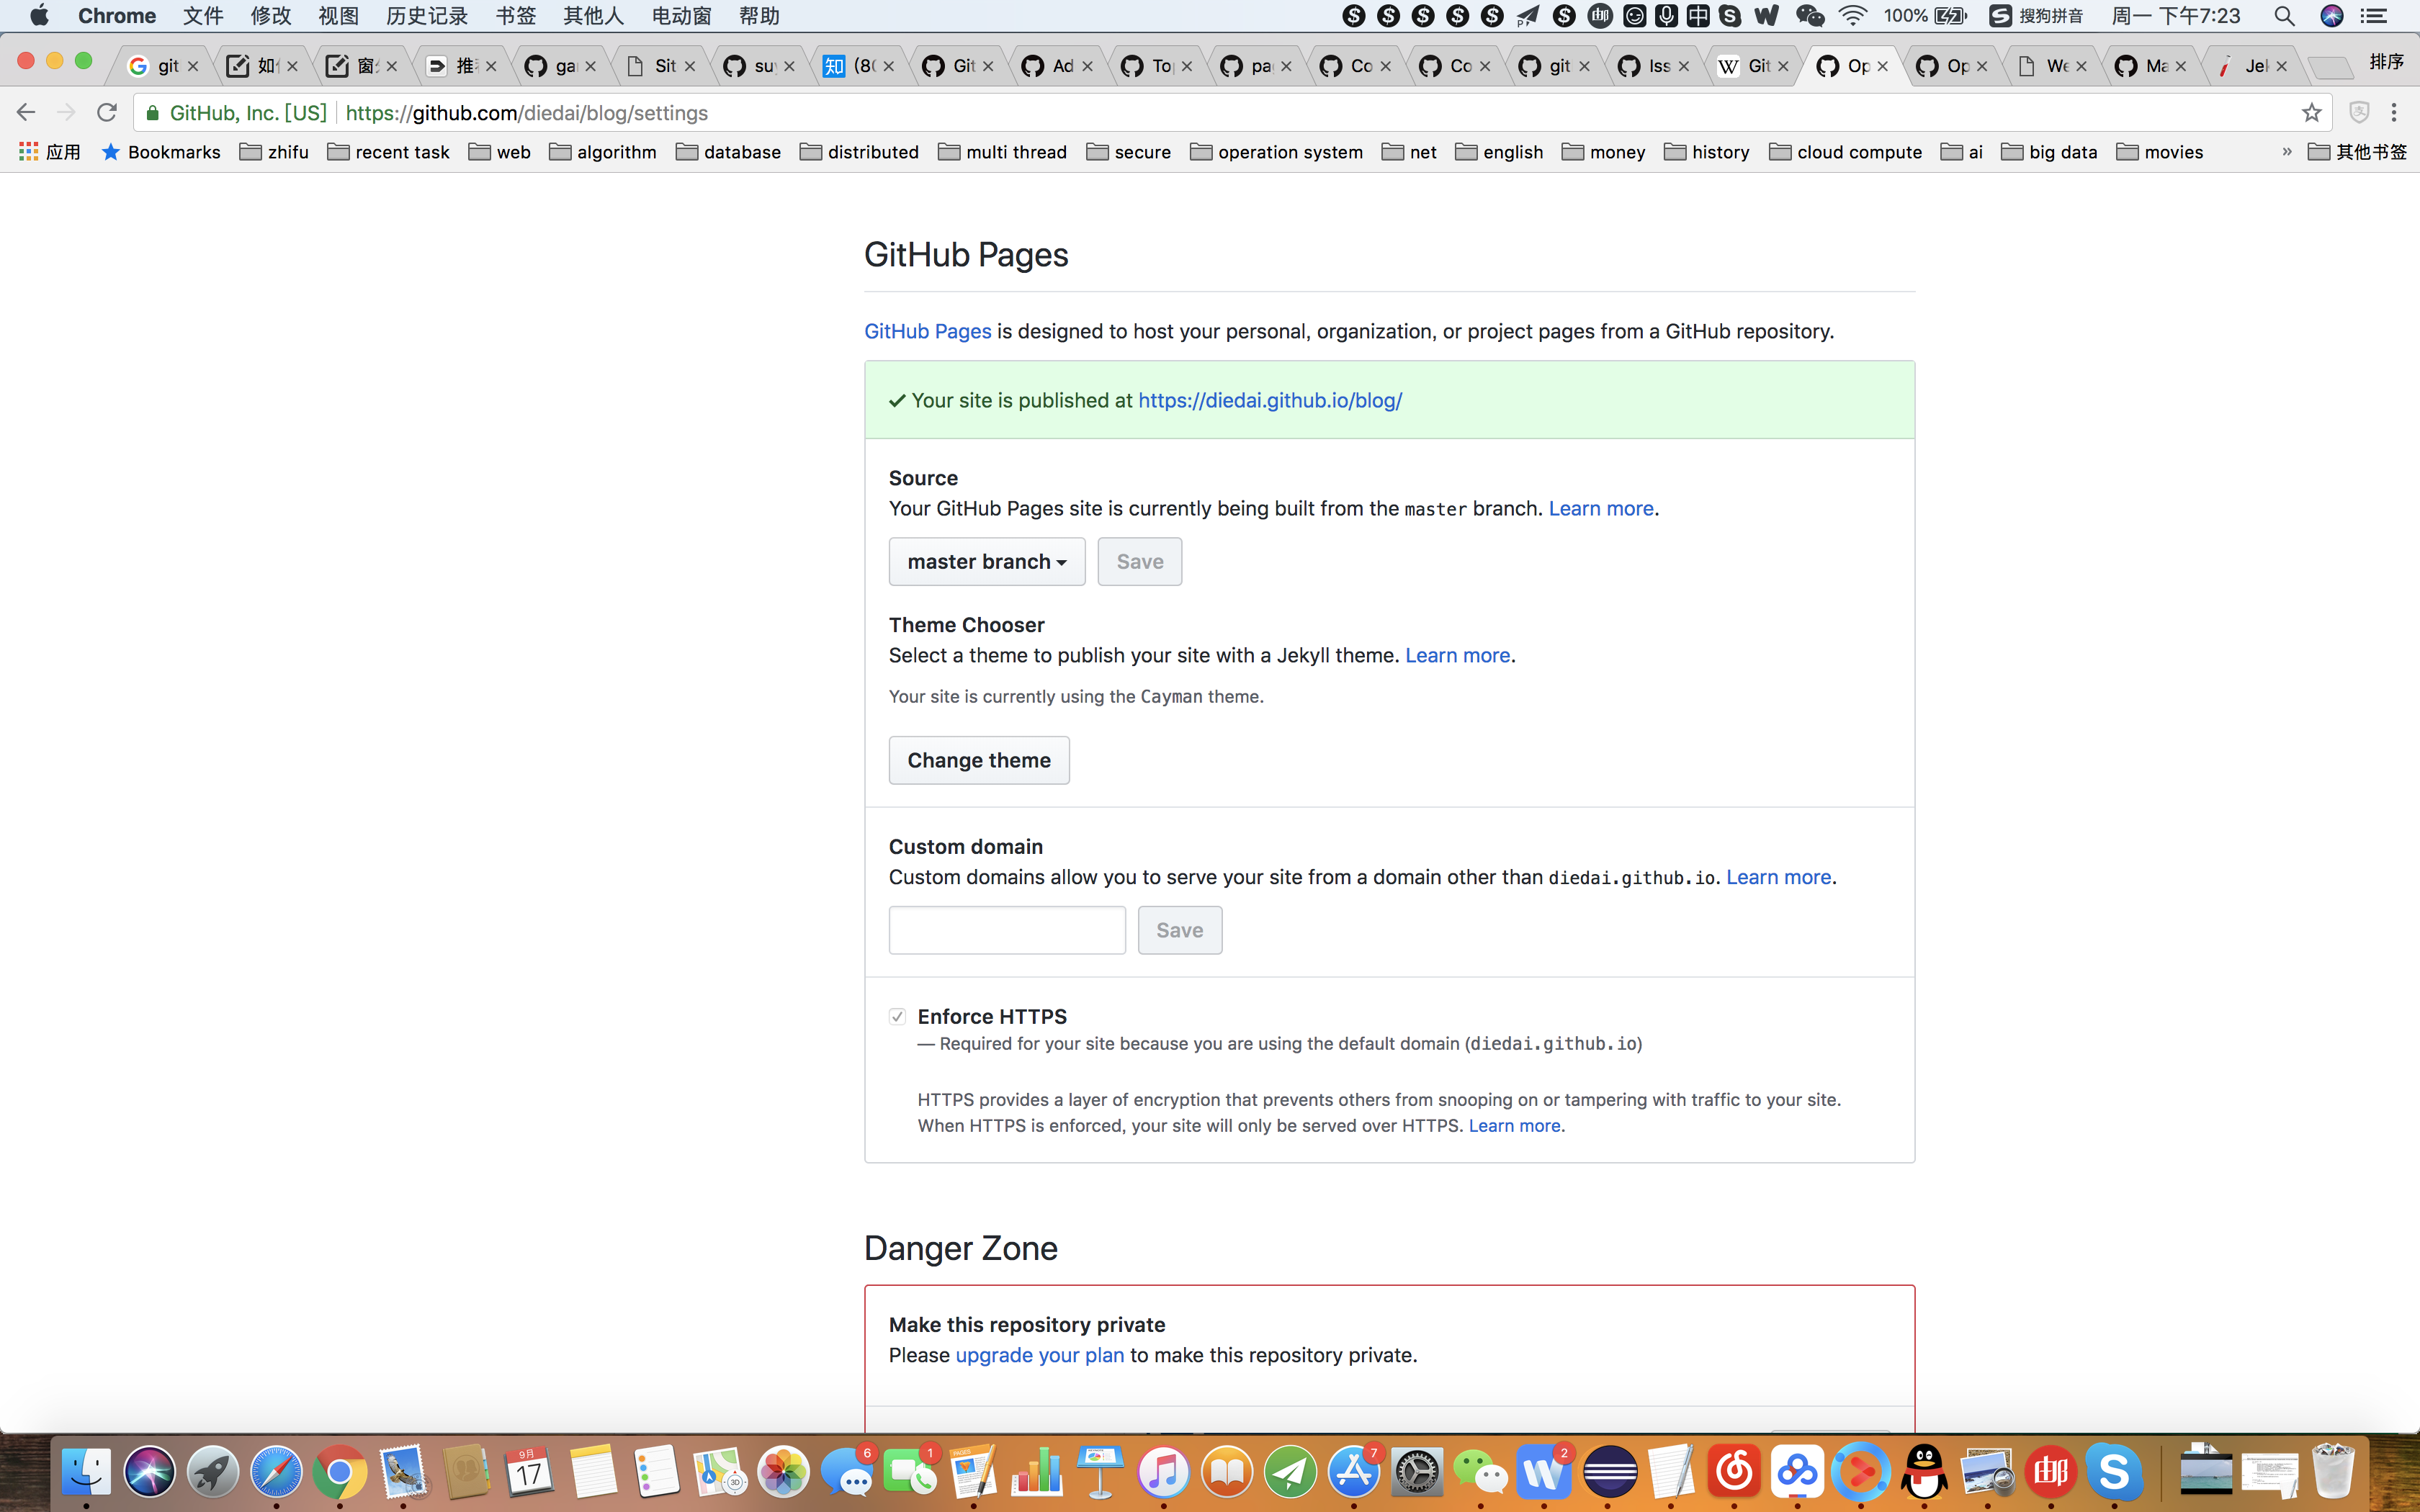 Chrome 文件 修改 视图 历史记录 书签 其他人 电动窗 帮助 100% 搜狗拼音 周一 下午7:23
git 如 窗 推 ga Sit su (80 Git Ad To pa Co Co git Iss Git Op Op We Ma Jek 排序
GitHub, Inc. [US] https://github.com/diedai/blog/settings
应用 Bookmarks zhifu recent task web algorithm database distributed multi thread secure operation system net english money history cloud compute ai big data movies » 其他书签
GitHub Pages
GitHub Pages is designed to host your personal, organization, or project pages from a GitHub repository.
Your site is published at https://diedai.github.io/blog/
Source
Your GitHub Pages site is currently being built from the master branch. Learn more.
master branch Save
Theme Chooser
Select a theme to publish your site with a Jekyll theme. Learn more.
Your site is currently using the Cayman theme.
Change theme
Custom domain
Custom domains allow you to serve your site from a domain other than diedai.github.io. Learn more.
Save
Enforce HTTPS
— Required for your site because you are using the default domain (diedai.github.io)
HTTPS provides a layer of encryption that prevents others from snooping on or tampering with traffic to your site.
When HTTPS is enforced, your site will only be served over HTTPS. Learn more.
Danger Zone
Make this repository private
Please upgrade your plan to make this repository private.
9月
17
6 1 7 2